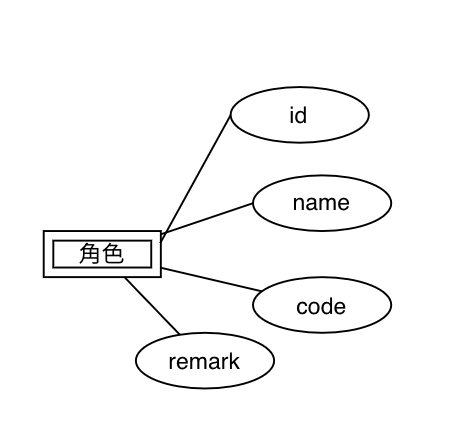 id
name
角色
code
remark